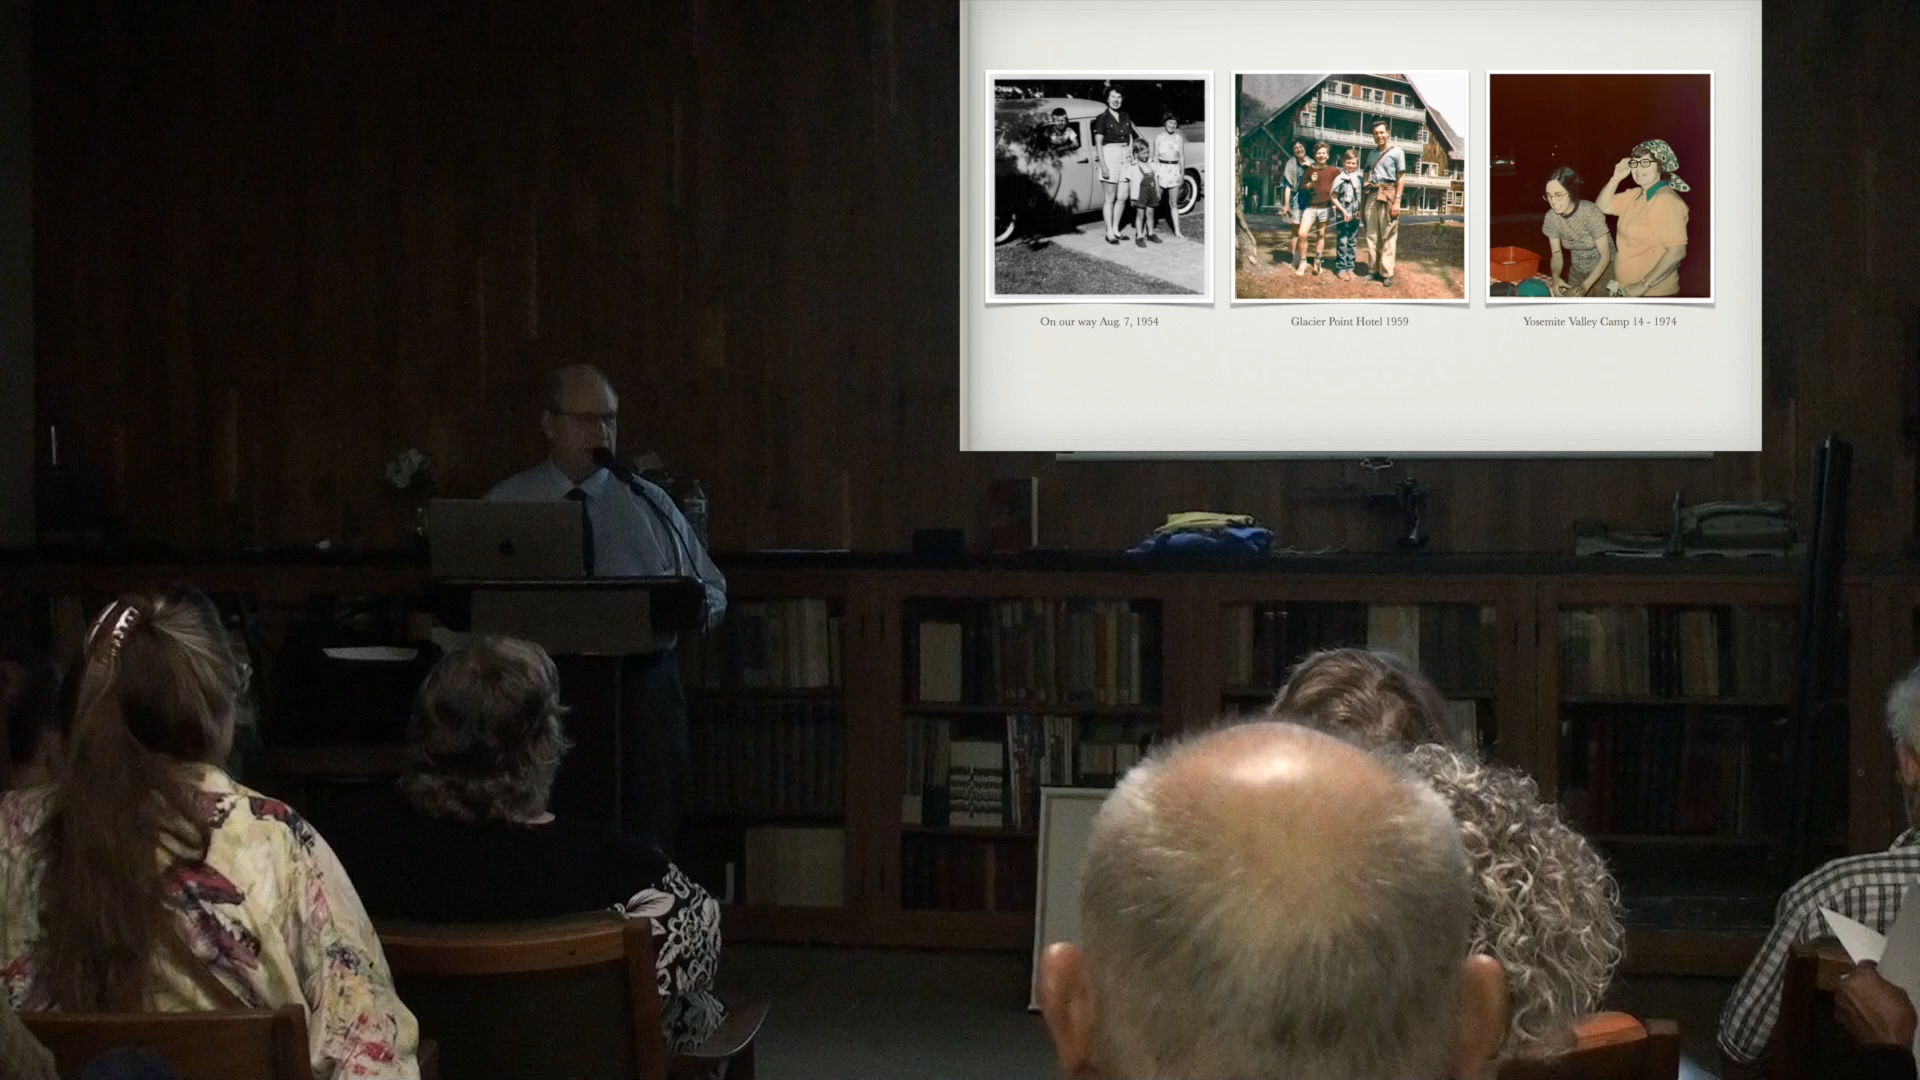 On our way Aug. 7, 1954
Glacier Point Hotel 1959
Yosemite Valley Camp 14 - 1974